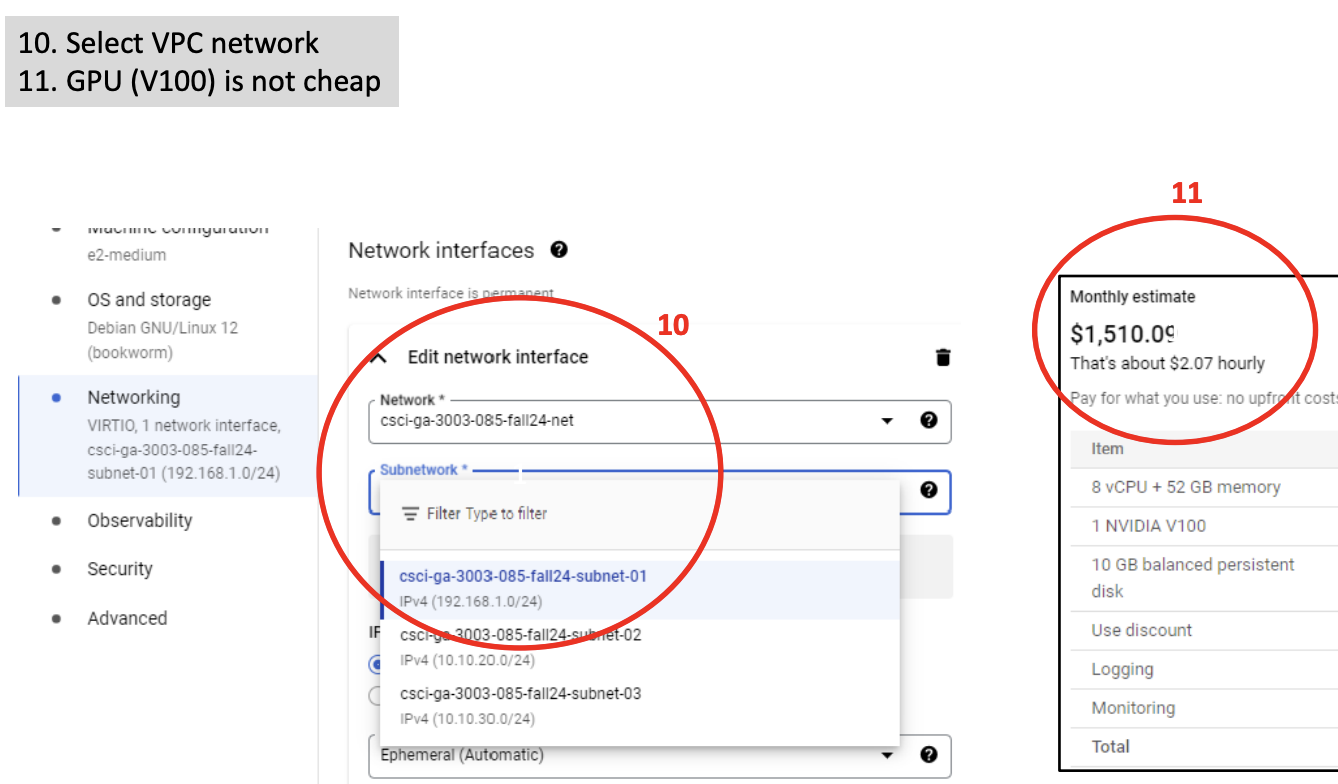 10. Select VPC network
11. GPU (V100) is not cheap
Machine configuration
e2-medium
OS and storage
Debian GNU/Linux 12
(bookworm)
Networking
VIRTIO, 1 network interface,
csci-ga-3003-085-fall24-
subnet-01 (192.168.1.0/24)
Observability
Security
Advanced
Network interfaces
Network interface is permanent
10
Edit network interface
Network *
csci-ga-3003-085-fall24-net
Subnetwork *
Filter Type to filter
csci-ga-3003-085-fall24-subnet-01
IPv4 (192.168.1.0/24)
csci-ga-3003-085-fall24-subnet-02
IPv4 (10.10.20.0/24)
csci-ga-3003-085-fall24-subnet-03
IPv4 (10.10.30.0/24)
Ephemeral (Automatic)
11
Monthly estimate
$1,510.09
That's about $2.07 hourly
Pay for what you use: no upfront costs
Item
8 vCPU + 52 GB memory
1 NVIDIA V100
10 GB balanced persistent
disk
Use discount
Logging
Monitoring
Total